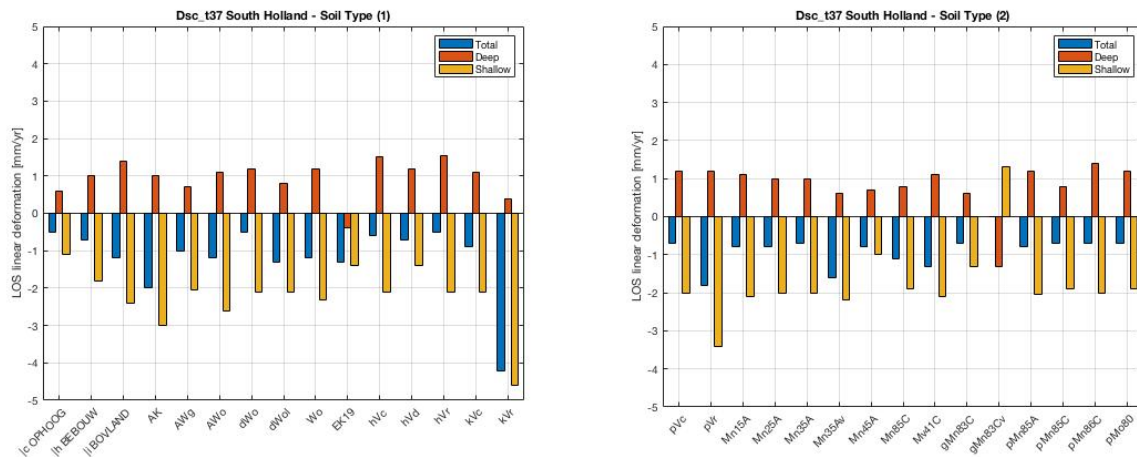 Dsc_t37 South Holland - Soil Type (1)
LOS linear deformation [mm/yr]
5
4
3
2
1
0
-1
-2
-3
-4
-5
Total
Deep
Shallow
|c OPHOOG
|h BEBOUW
|i BOVLAND
AK
AWg
AWo
dWo
dWol
Wo
EK19
hVc
hVd
hVr
kVc
kVr
Dsc_t37 South Holland - Soil Type (2)
LOS linear deformation [mm/yr]
5
4
3
2
1
0
-1
-2
-3
-4
-5
Total
Deep
Shallow
pVc
pVr
Mn15A
Mn25A
Mn35A
Mn35Av
Mn45A
Mn85C
Mv41C
gMn83C
gMn83Cv
pMn85A
pMn85C
pMn86C
pMo80